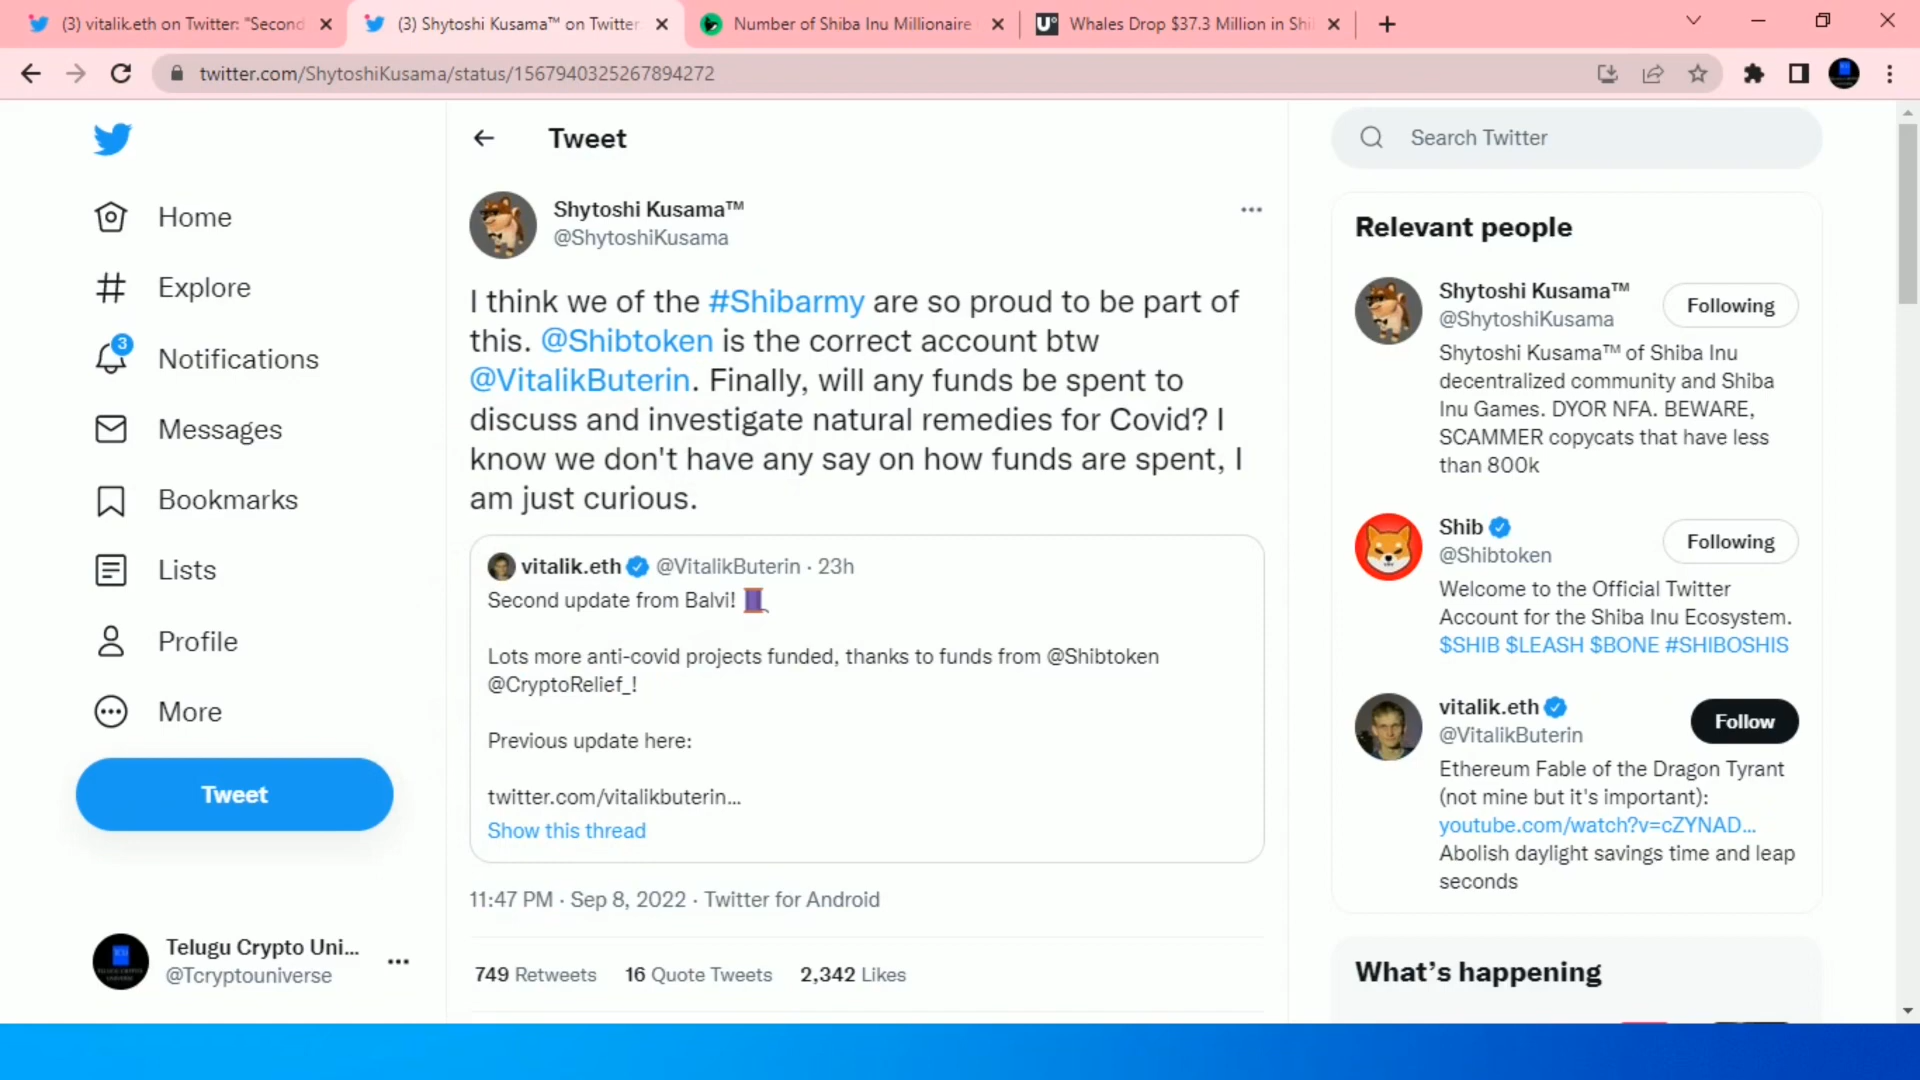 (3) vitalik.eth on Twitter: "Second
(3) Shytoshi Kusama™ on Twitter
Number of Shiba Inu Millionaire
Whales Drop $37.3 Million in Shi
twitter.com/ShytoshiKusama/status/1567940325267894272
Home
Explore
3
Notifications
Messages
Bookmarks
Lists
Profile
More
Tweet
Telugu Crypto Uni...
@Tcryptouniverse
Tweet
Shytoshi Kusama™
@ShytoshiKusama
I think we of the #Shibarmy are so proud to be part of
this. @Shibtoken is the correct account btw
@VitalikButerin. Finally, will any funds be spent to
discuss and investigate natural remedies for Covid? I
know we don't have any say on how funds are spent, I
am just curious.
vitalik.eth @VitalikButerin · 23h
Second update from Balvi!
Lots more anti-covid projects funded, thanks to funds from @Shibtoken
@CryptoRelief_!
Previous update here:
twitter.com/vitalikbuterin...
Show this thread
11:47 PM · Sep 8, 2022 · Twitter for Android
749 Retweets 16 Quote Tweets 2,342 Likes
Search Twitter
Relevant people
Shytoshi Kusama™
@ShytoshiKusama
Following
Shytoshi Kusama™ of Shiba Inu
decentralized community and Shiba
Inu Games. DYOR NFA. BEWARE,
SCAMMER copycats that have less
than 800k
Shib
@Shibtoken
Following
Welcome to the Official Twitter
Account for the Shiba Inu Ecosystem.
$SHIB $LEASH $BONE #SHIBOSHIS
vitalik.eth
@VitalikButerin
Follow
Ethereum Fable of the Dragon Tyrant
(not mine but it's important):
youtube.com/watch?v=cZYNAD...
Abolish daylight savings time and leap
seconds
What's happening